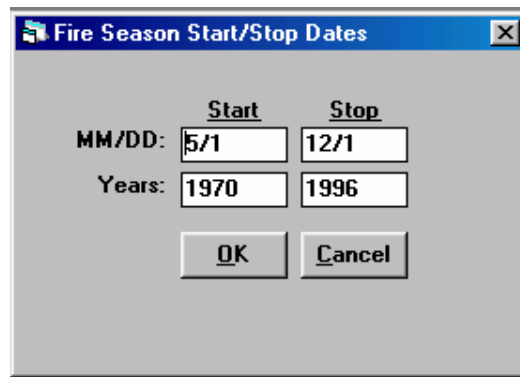 Fire Season Start/Stop Dates
Start Stop
MM/DD: 5/1 12/1
Years: 1970 1996
OK Cancel